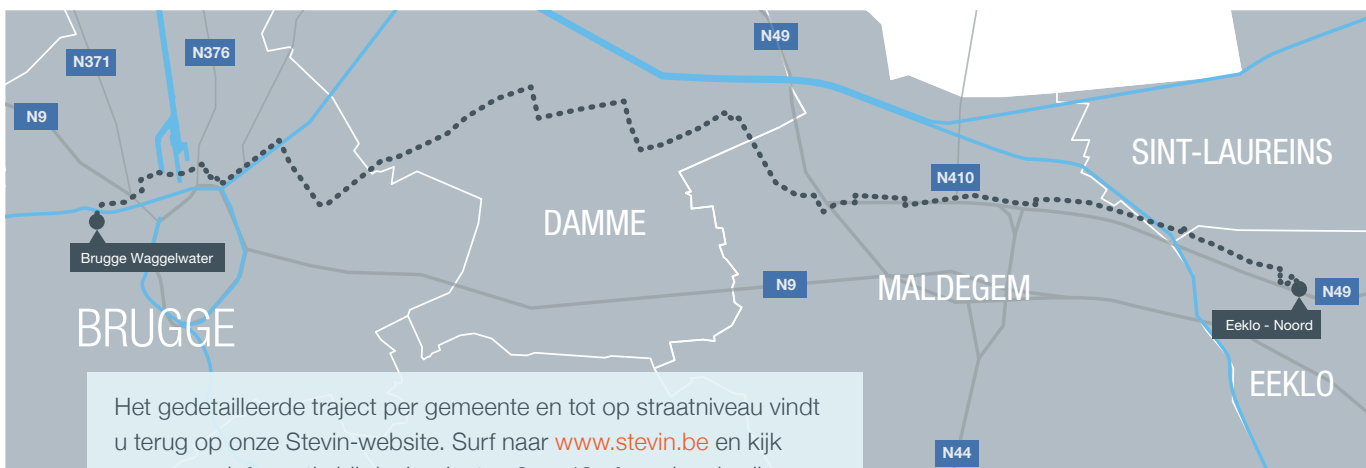 N49
N376
N371
N9
SINT-LAUREINS
N410
DAMME
Brugge Waggelwater
N9
MALDEGEM
N49
BRUGGE
Eeklo - Noord
EEKLO
Het gedetailleerde traject per gemeente en tot op straatniveau vindt
u terug op onze Stevin-website. Surf naar www.stevin.be en kijk
N44